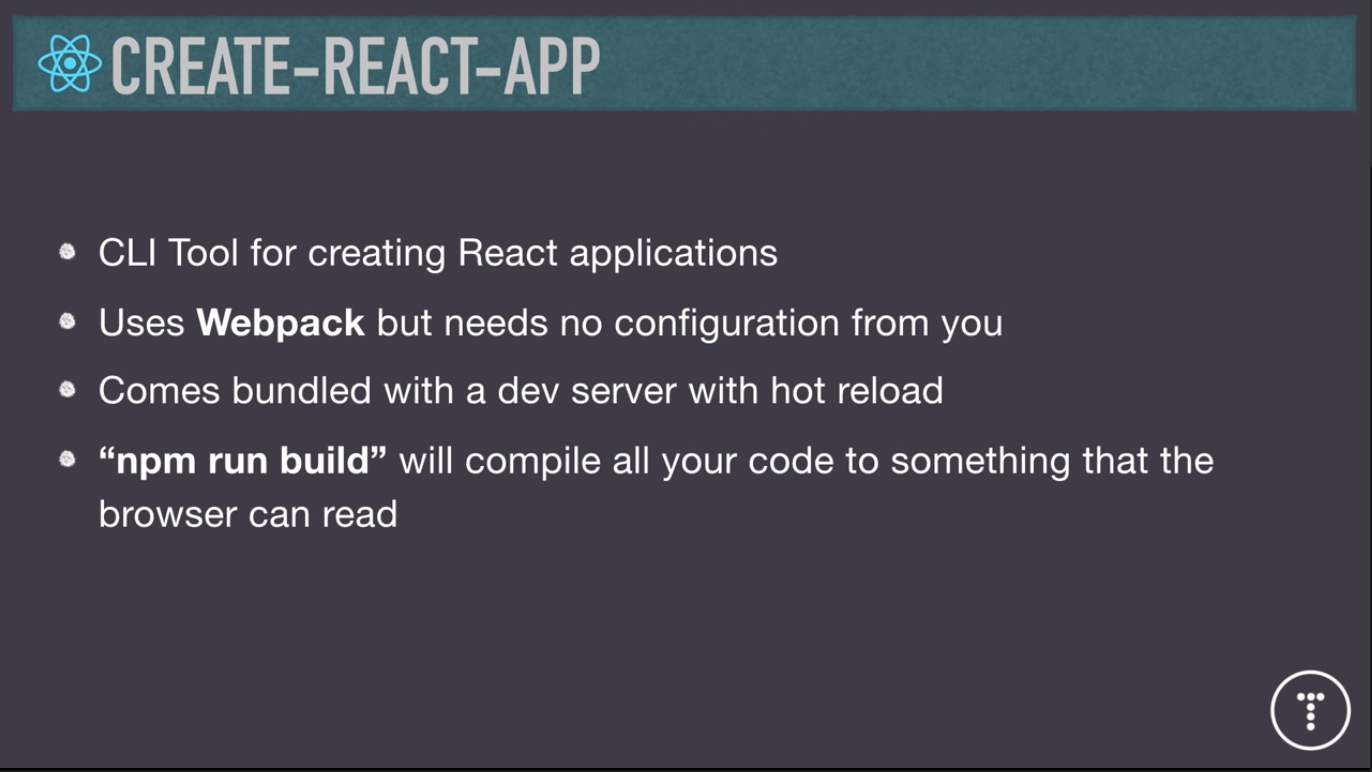 CREATE-REACT-APP
CLI Tool for creating React applications
Uses Webpack but needs no configuration from you
Comes bundled with a dev server with hot reload
“npm run build” will compile all your code to something that the
browser can read
T